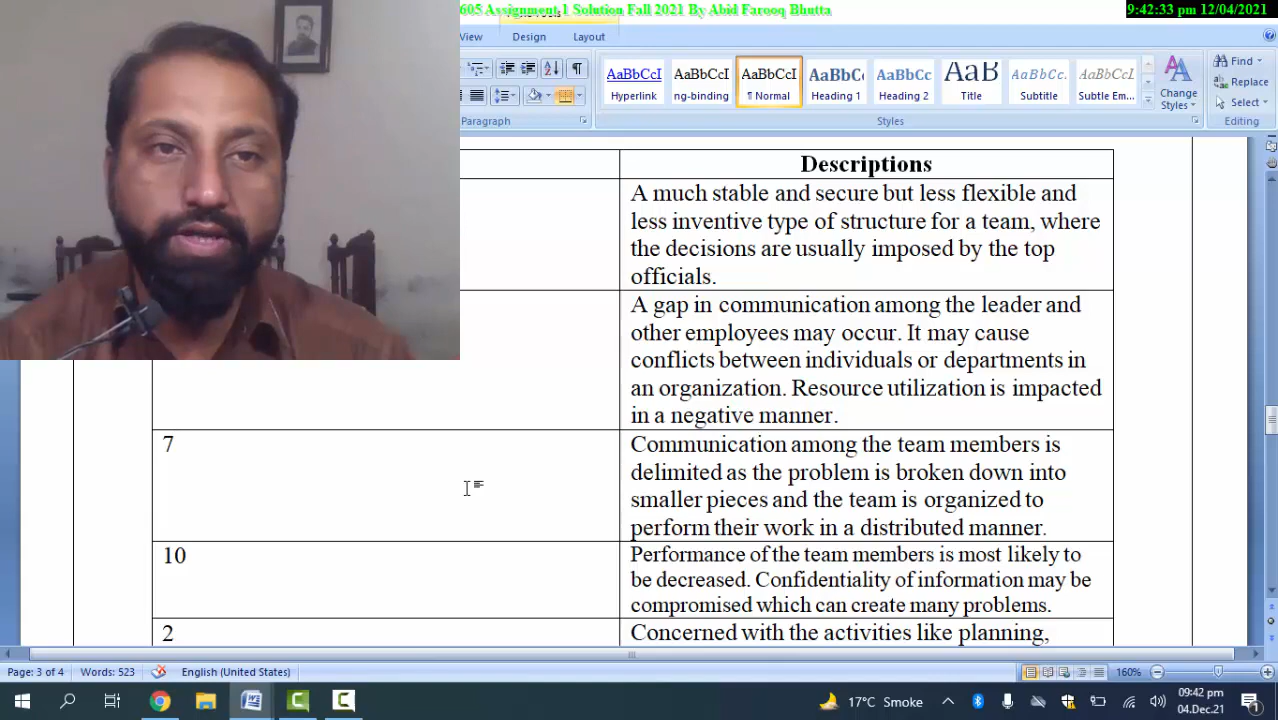 605 Assignment 1 Solution Fall 2021 By Abid Farooq Bhutta
9:42:33 pm 12/04/2021
View Design Layout
AaBbCcI AaBbCcI AaBbCcI AaBbC AaBbCc AaB AaBbCc. AaBbCcL
Hyperlink ng-binding ¶ Normal Heading 1 Heading 2 Title Subtitle Subtle Em...
Change Styles
Find
Replace
Select
Paragraph Styles Editing
Descriptions
A much stable and secure but less flexible and
less inventive type of structure for a team, where
the decisions are usually imposed by the top
officials.
A gap in communication among the leader and
other employees may occur. It may cause
conflicts between individuals or departments in
an organization. Resource utilization is impacted
in a negative manner.
7
Communication among the team members is
delimited as the problem is broken down into
smaller pieces and the team is organized to
perform their work in a distributed manner.
10
Performance of the team members is most likely to
be decreased. Confidentiality of information may be
compromised which can create many problems.
2
Concerned with the activities like planning,
Page: 3 of 4 Words: 523 English (United States) 160%
17°C Smoke
09:42 pm
04.Dec.21
1